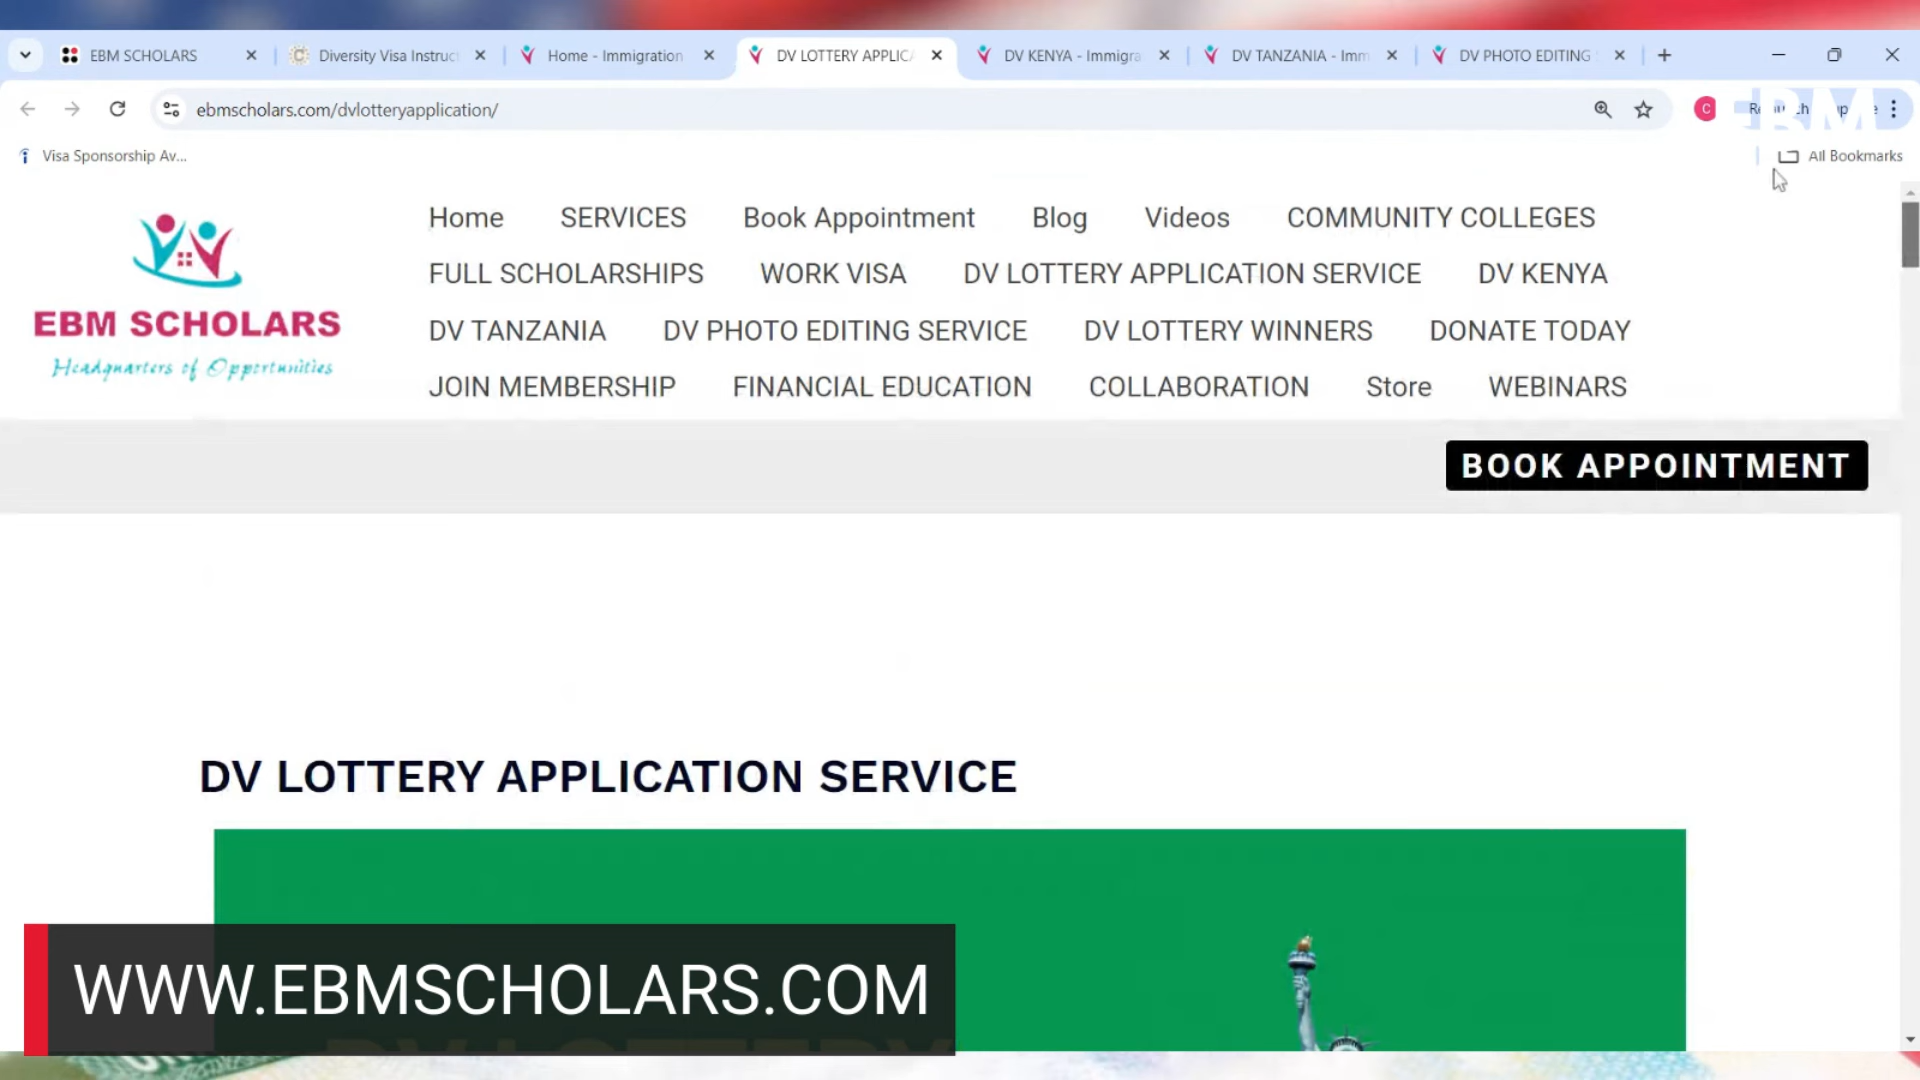 EBM SCHOLARS
Diversity Visa Instruc
Home - Immigration
DV LOTTERY APPLICA
DV KENYA - Immigra
DV TANZANIA - Imm
DV PHOTO EDITING S
ebmscholars.com/dvlotteryapplication/
C
EBM
Visa Sponsorship Av...
All Bookmarks
Home SERVICES Book Appointment Blog Videos COMMUNITY COLLEGES
FULL SCHOLARSHIPS WORK VISA DV LOTTERY APPLICATION SERVICE DV KENYA
DV TANZANIA DV PHOTO EDITING SERVICE DV LOTTERY WINNERS DONATE TODAY
JOIN MEMBERSHIP FINANCIAL EDUCATION COLLABORATION Store WEBINARS
EBM SCHOLARS
Headquarters of Opportunities
BOOK APPOINTMENT
DV LOTTERY APPLICATION SERVICE
WWW.EBMSCHOLARS.COM